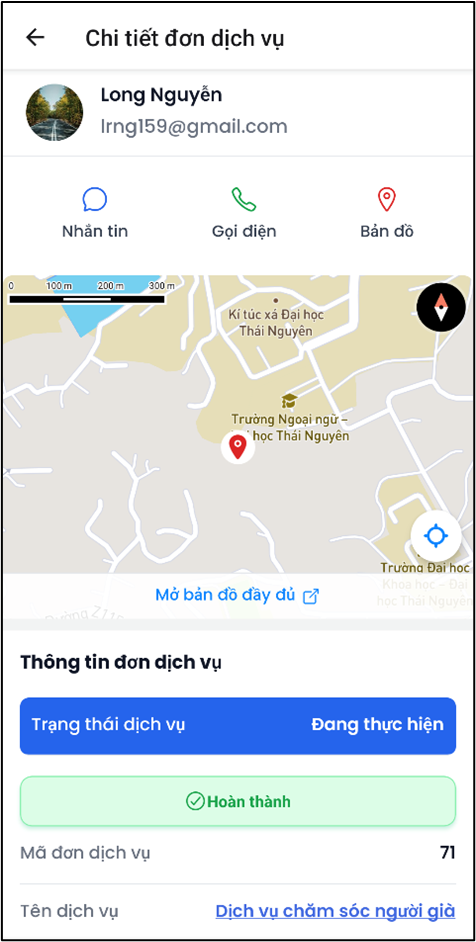 Chi tiết đơn dịch vụ
Long Nguyễn
lrng159@gmail.com
Nhắn tin Gọi điện Bản đồ
0 100 m 200 m 300 m
Kí túc xá Đại học
Thái Nguyên
Trường Ngoại ngữ –
học Thái Nguyên
Trường Đại học
Khoa học – Đại
học Thái Nguyên
Mở bản đồ đầy đủ
Thông tin đơn dịch vụ
Trạng thái dịch vụ Đang thực hiện
Hoàn thành
Mã đơn dịch vụ 71
Tên dịch vụ Dịch vụ chăm sóc người già